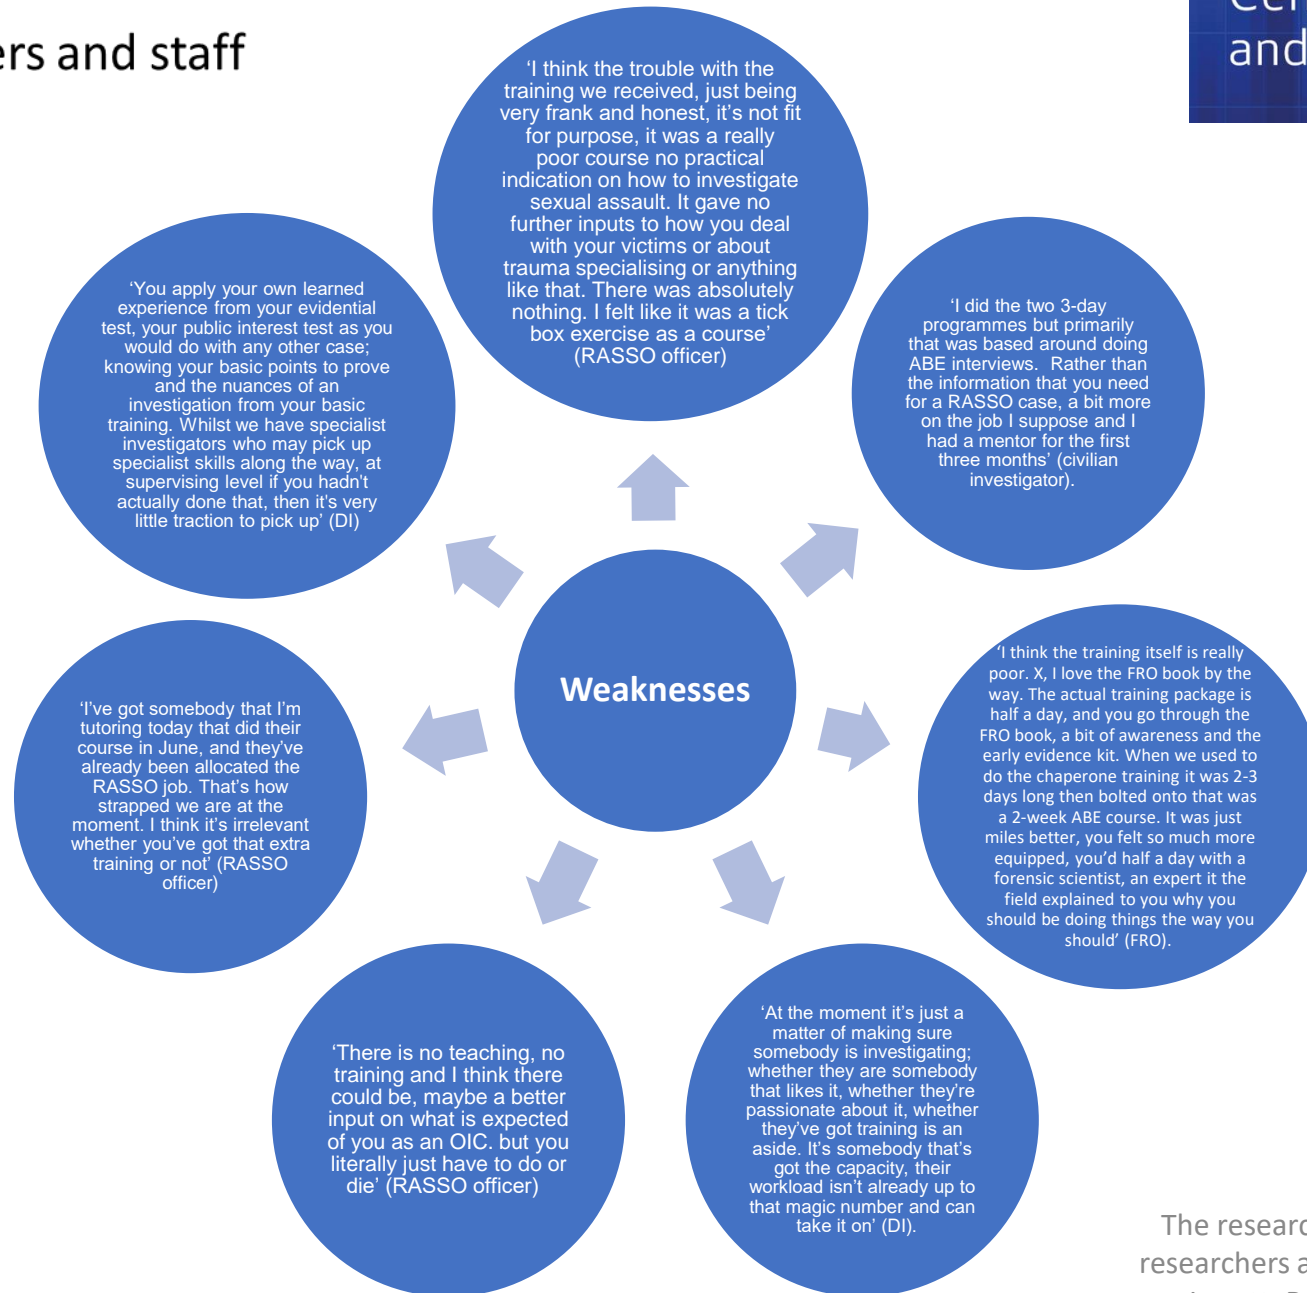 ers and staff
and
'I think the trouble with the
training we received, just being
very frank and honest, it's not fit
for purpose, it was a really
poor course no practical
indication on how to investigate
sexual assault. It gave no
further inputs to how you deal
with your victims or about
trauma specialising or anything
like that. There was absolutely
nothing. I felt like it was a tick
box exercise as a course'
(RASSO officer)
'I did the two 3-day
programmes but primarily
that was based around doing
ABE interviews.  Rather than
the information that you need
for a RASSO case, a bit more
on the job I suppose and I
had a mentor for the first
three months' (civilian
investigator).
'I think the training itself is really
poor. X, I love the FRO book by the
way. The actual training package is
half a day, and you go through the
FRO book, a bit of awareness and the
early evidence kit. When we used to
do the chaperone training it was 2-3
days long then bolted onto that was
a 2-week ABE course. It was just
miles better, you felt so much more
equipped, you'd half a day with a
forensic scientist, an expert it the
field explained to you why you
should be doing things the way you
should' (FRO).
'At the moment it's just a
matter of making sure
somebody is investigating;
whether they are somebody
that likes it, whether they're
passionate about it, whether
they've got training is an
aside. It's somebody that's
got the capacity, their
workload isn't already up to
that magic number and can
take it on' (DI).
'There is no teaching, no
training and I think there
could be, maybe a better
input on what is expected
of you as an OIC. but you
literally just have to do or
die' (RASSO officer)
'I've got somebody that I'm
tutoring today that did their
course in June, and they've
already been allocated the
RASSO job. That's how
strapped we are at the
moment. I think it's irrelevant
whether you've got that extra
training or not' (RASSO
officer)
'You apply your own learned
experience from your evidential
test, your public interest test as you
would do with any other case;
knowing your basic points to prove
and the nuances of an
investigation from your basic
training. Whilst we have specialist
investigators who may pick up
specialist skills along the way, at
supervising level if you hadn't
actually done that, then it's very
little traction to pick up' (DI)
Weaknesses
The researc
researchers a